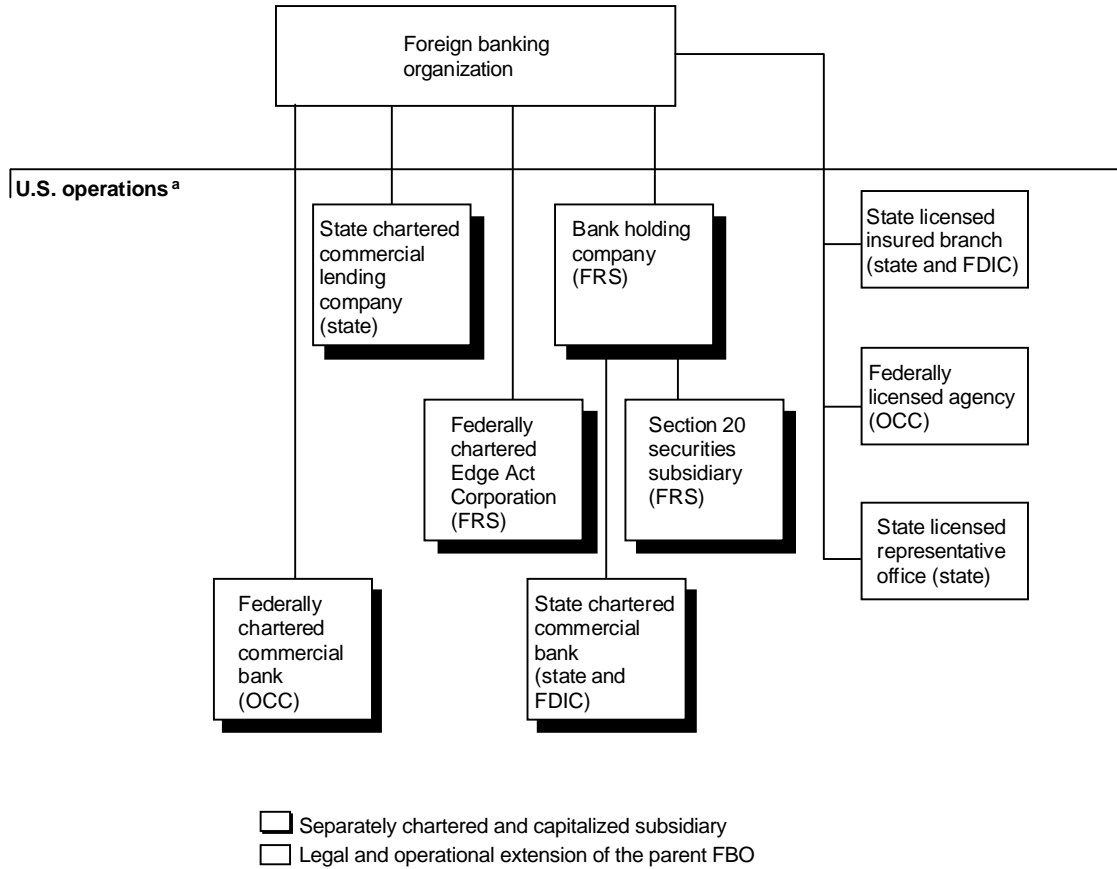 Foreign banking
organization
U.S. operations a
State chartered
commercial
lending
company
(state)
Bank holding
company
(FRS)
State licensed
insured branch
(state and FDIC)
Federally
chartered
Edge Act
Corporation
(FRS)
Section 20
securities
subsidiary
(FRS)
Federally
licensed agency
(OCC)
State licensed
representative
office (state)
Federally
chartered
commercial
bank
(OCC)
State chartered
commercial
bank
(state and
FDIC)
Separately chartered and capitalized subsidiary
Legal and operational extension of the parent FBO